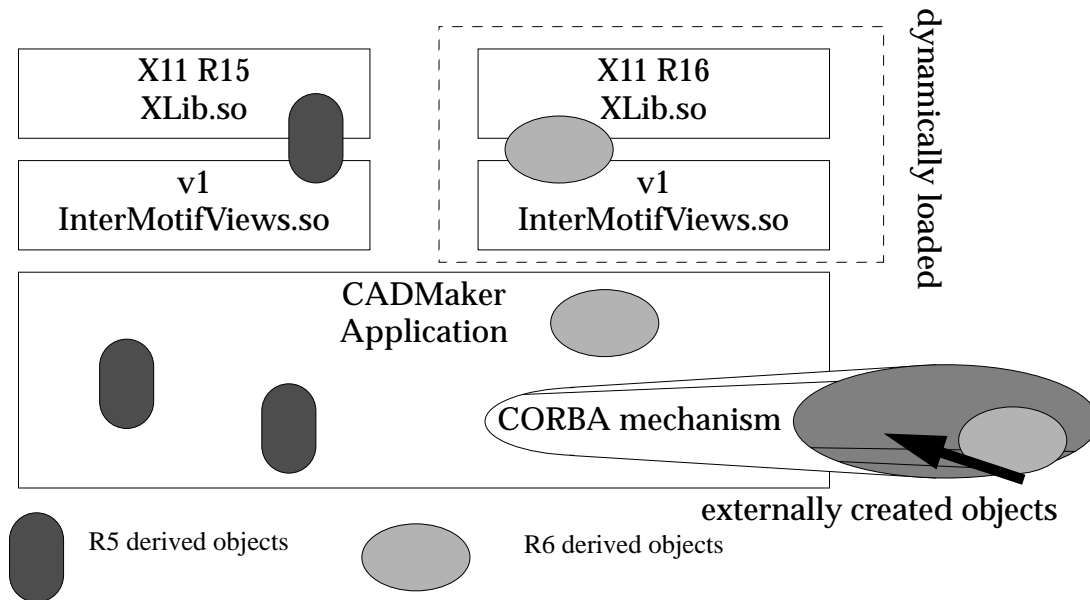 X11 R15
XLib.so
X11 R16
XLib.so
dynamically loaded
v1
InterMotifViews.so
v1
InterMotifViews.so
CADMaker
Application
CORBA mechanism
externally created objects
R5 derived objects
R6 derived objects